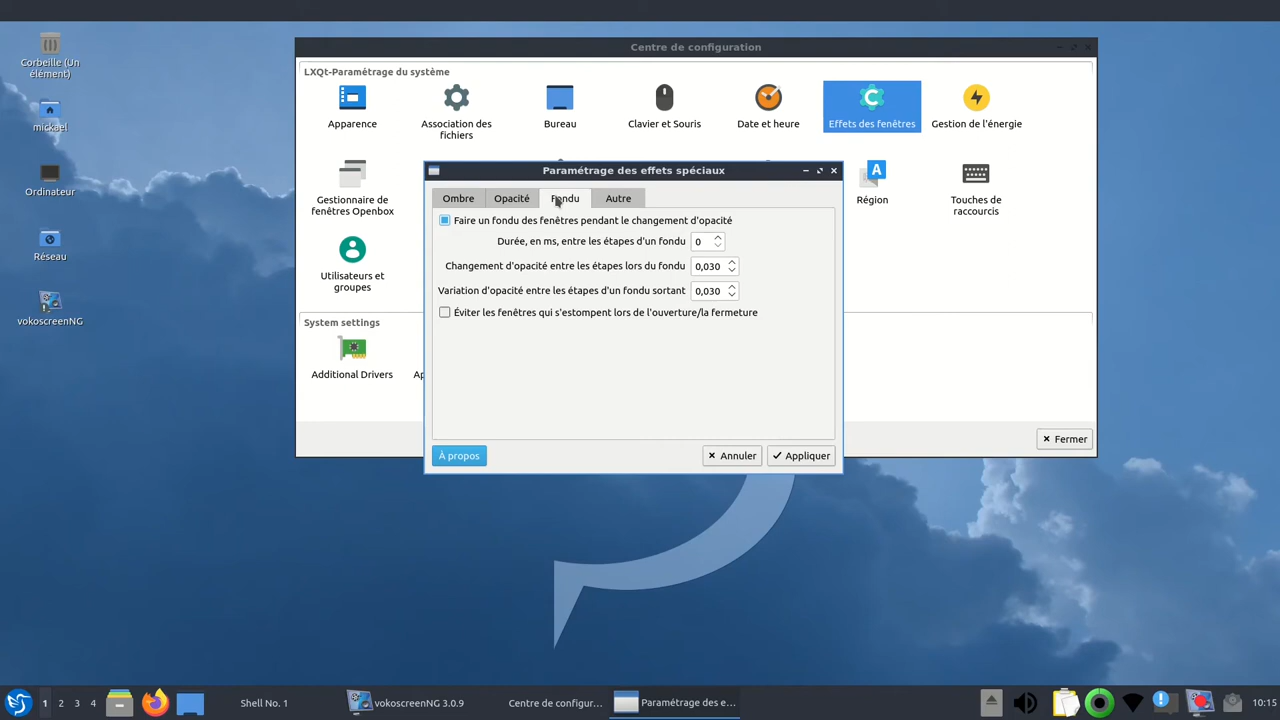 Corbeille (Un
élément)
mickael
Ordinateur
Réseau
vokoscreenNG
Centre de configuration
LXQt-Paramétrage du système
Apparence
Association des
fichiers
Bureau
Clavier et Souris
Date et heure
Effets des fenêtres
Gestion de l'énergie
Gestionnaire de
fenêtres Openbox
Région
Touches de
raccourcis
Utilisateurs et
groupes
System settings
Additional Drivers
Fermer
Paramétrage des effets spéciaux
Ombre
Opacité
Fondu
Autre
Faire un fondu des fenêtres pendant le changement d'opacité
Durée, en ms, entre les étapes d'un fondu 0
Changement d'opacité entre les étapes lors du fondu 0,030
Variation d'opacité entre les étapes d'un fondu sortant 0,030
Éviter les fenêtres qui s'estompent lors de l'ouverture/la fermeture
À propos
Annuler
Appliquer
1 2 3 4
Shell No. 1
vokoscreenNG 3.0.9
Centre de configur...
Paramétrage des e...
10:15